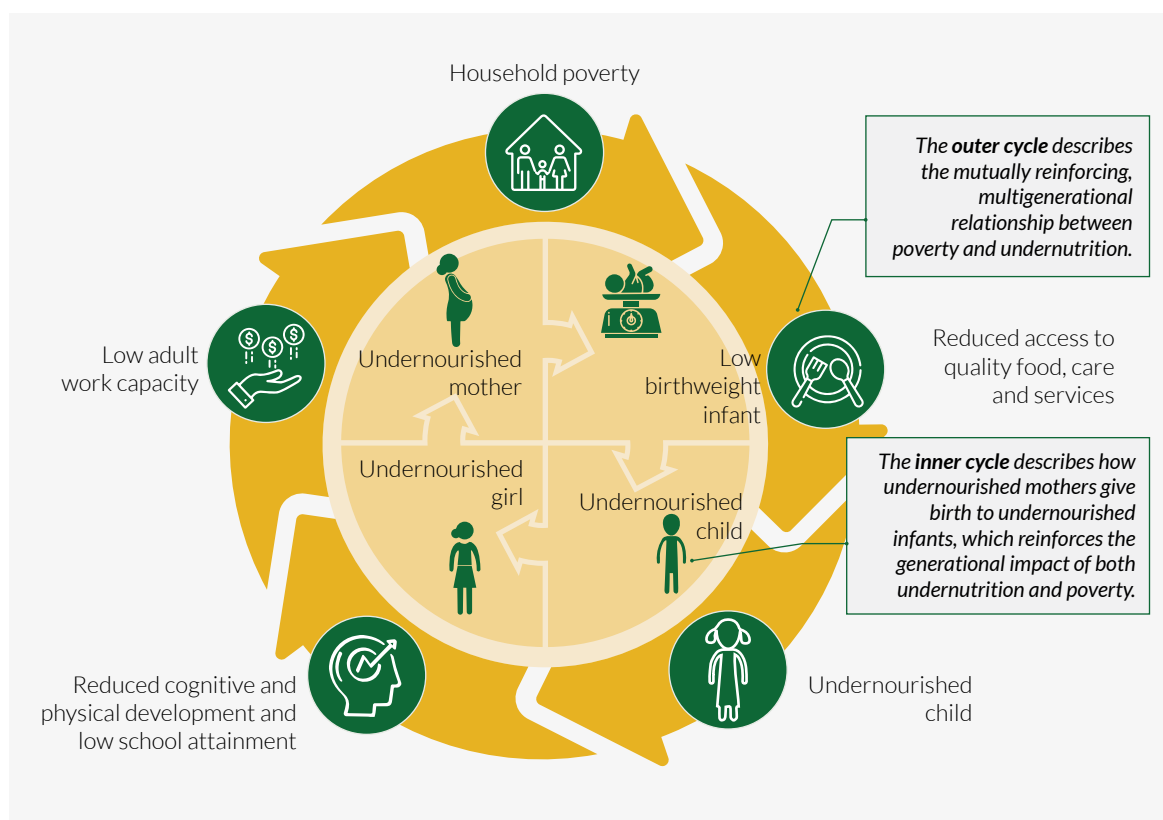 Household poverty
The outer cycle describes
the mutually reinforcing,
multigenerational
relationship between
poverty and undernutrition.
Undernourished
mother
Low
birthweight
infant
Low adult
work capacity
Reduced access to
quality food, care
and services
The inner cycle describes how
undernourished mothers give
birth to undernourished
infants, which reinforces the
generational impact of both
undernutrition and poverty.
Undernourished
girl
Undernourished
child
Reduced cognitive and
physical development and
low school attainment
Undernourished
child